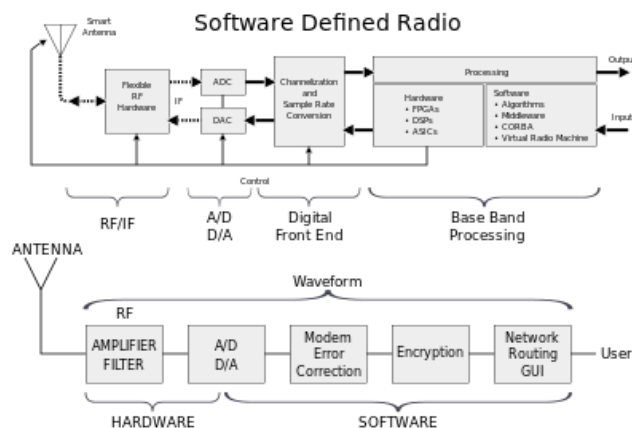 Software Defined Radio
Smart
Antenna
Flexible
RF
Hardware
IF
ADC
DAC
Channelization
and
Sample Rate
Conversion
Processing
Hardware
• FPGAs
• DSPs
• ASICs
Software
• Algorithms
• Middleware
• CORBA
• Virtual Radio Machine
Output
Input
Control
RF/IF
A/D
D/A
Digital
Front End
Base Band
Processing
ANTENNA
Waveform
RF
AMPLIFIER
FILTER
A/D
D/A
Modem
Error
Correction
Encryption
Network
Routing
GUI
User
HARDWARE
SOFTWARE